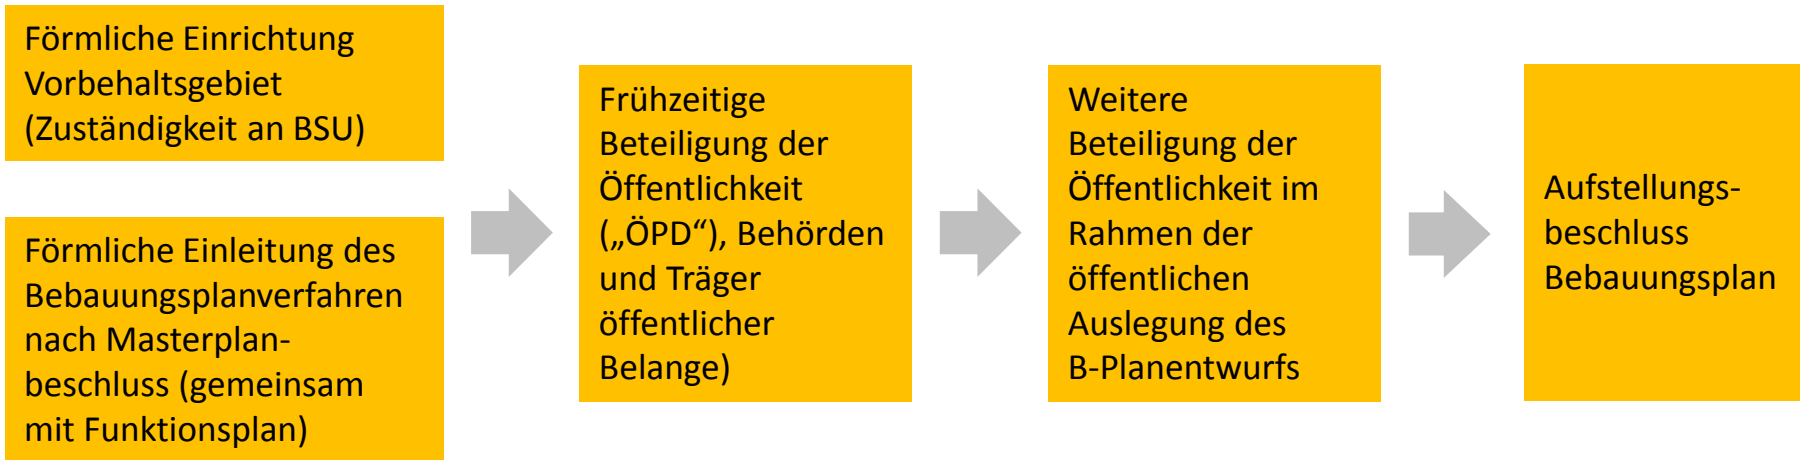 Förmliche Einrichtung
Vorbehaltsgebiet
(Zuständigkeit an BSU)
Förmliche Einleitung des
Bebauungsplanverfahren
nach Masterplan-
beschluss (gemeinsam
mit Funktionsplan)
Frühzeitige
Beteiligung der
Öffentlichkeit
(„ÖPD“), Behörden
und Träger
öffentlicher
Belange)
Weitere
Beteiligung der
Öffentlichkeit im
Rahmen der
öffentlichen
Auslegung des
B-Planentwurfs
Aufstellungs-
beschluss
Bebauungsplan